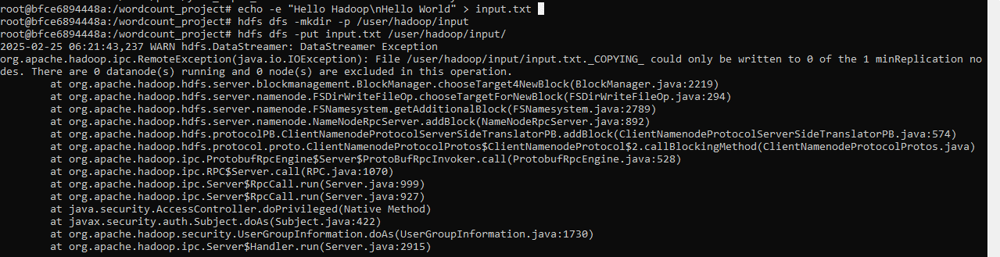 root@bfce6894448a:/wordcount_project# echo -e "Hello Hadoop\nHello World" > input.txt
root@bfce6894448a:/wordcount_project# hdfs dfs -mkdir -p /user/hadoop/input
root@bfce6894448a:/wordcount_project# hdfs dfs -put input.txt /user/hadoop/input/
2025-02-25 06:21:43,237 WARN hdfs.DataStreamer: DataStreamer Exception
org.apache.hadoop.ipc.RemoteException(java.io.IOException): File /user/hadoop/input/input.txt._COPYING_ could only be written to 0 of the 1 minReplication no
des. There are 0 datanode(s) running and 0 node(s) are excluded in this operation.
at org.apache.hadoop.hdfs.server.blockmanagement.BlockManager.chooseTarget4NewBlock(BlockManager.java:2219)
at org.apache.hadoop.hdfs.server.namenode.FSDirWriteFileOp.chooseTargetForNewBlock(FSDirWriteFileOp.java:294)
at org.apache.hadoop.hdfs.server.namenode.FSNamesystem.getAdditionalBlock(FSNamesystem.java:2789)
at org.apache.hadoop.hdfs.server.namenode.NameNodeRpcServer.addBlock(NameNodeRpcServer.java:892)
at org.apache.hadoop.hdfs.protocolPB.ClientNamenodeProtocolServerSideTranslatorPB.addBlock(ClientNamenodeProtocolServerSideTranslatorPB.java:574)
at org.apache.hadoop.hdfs.protocol.proto.ClientNamenodeProtocolProtos$ClientNamenodeProtocol$2.callBlockingMethod(ClientNamenodeProtocolProtos.java)
at org.apache.hadoop.ipc.ProtobufRpcEngine$Server$ProtoBufRpcInvoker.call(ProtobufRpcEngine.java:528)
at org.apache.hadoop.ipc.RPC$Server.call(RPC.java:1070)
at org.apache.hadoop.ipc.Server$RpcCall.run(Server.java:999)
at org.apache.hadoop.ipc.Server$RpcCall.run(Server.java:927)
at java.security.AccessController.doPrivileged(Native Method)
at javax.security.auth.Subject.doAs(Subject.java:422)
at org.apache.hadoop.security.UserGroupInformation.doAs(UserGroupInformation.java:1730)
at org.apache.hadoop.ipc.Server$Handler.run(Server.java:2915)